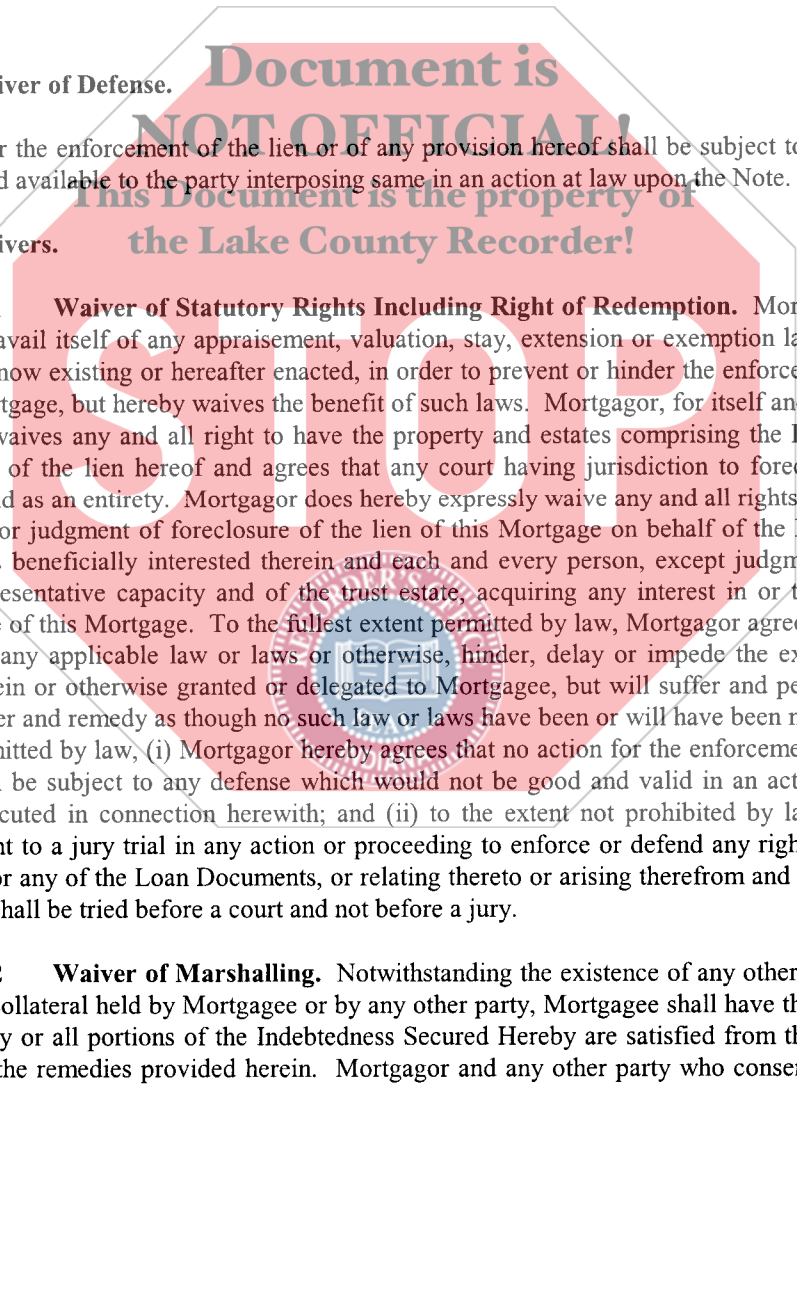 Document is
iver of Defense.
NOT OFFICIAL!
r the enforcement of the lien or of any provision hereof shall be subject to
d available to the party interposing same in an action at law upon the Note.
This Document is the property of
the Lake County Recorder!
ivers.
Waiver of Statutory Rights Including Right of Redemption. Mor
avail itself of any appraisement, valuation, stay, extension or exemption la
now existing or hereafter enacted, in order to prevent or hinder the enforce
tgage, but hereby waives the benefit of such laws. Mortgagor, for itself an
vaives any and all right to have the property and estates comprising the
of the lien hereof and agrees that any court having jurisdiction to fore
d as an entirety. Mortgagor does hereby expressly waive any and all rights
STOP
or judgment of foreclosure of the lien of this Mortgage on behalf of the
beneficially interested therein and each and every person, except judgm
esentative capacity and of the trust estate, acquiring any interest in or t
of this Mortgage. To the fullest extent permitted by law, Mortgagor agree
any applicable law or laws or otherwise, hinder, delay or impede the ex
ein or otherwise granted or delegated to Mortgagee, but will suffer and pe
er and remedy as though no such law or laws have been or will have been n
nitted by law, (i) Mortgagor hereby agrees that no action for the enforceme
be subject to any defense which would not be good and valid in an act
cuted in connection herewith; and (ii) to the extent not prohibited by la
nt to a jury trial in any action or proceeding to enforce or defend any righ
or any of the Loan Documents, or relating thereto or arising therefrom and
hall be tried before a court and not before a jury.
2 Waiver of Marshalling. Notwithstanding the existence of any other
ollateral held by Mortgagee or by any other party, Mortgagee shall have th
y or all portions of the Indebtedness Secured Hereby are satisfied from th
the remedies provided herein. Mortgagor and any other party who conse